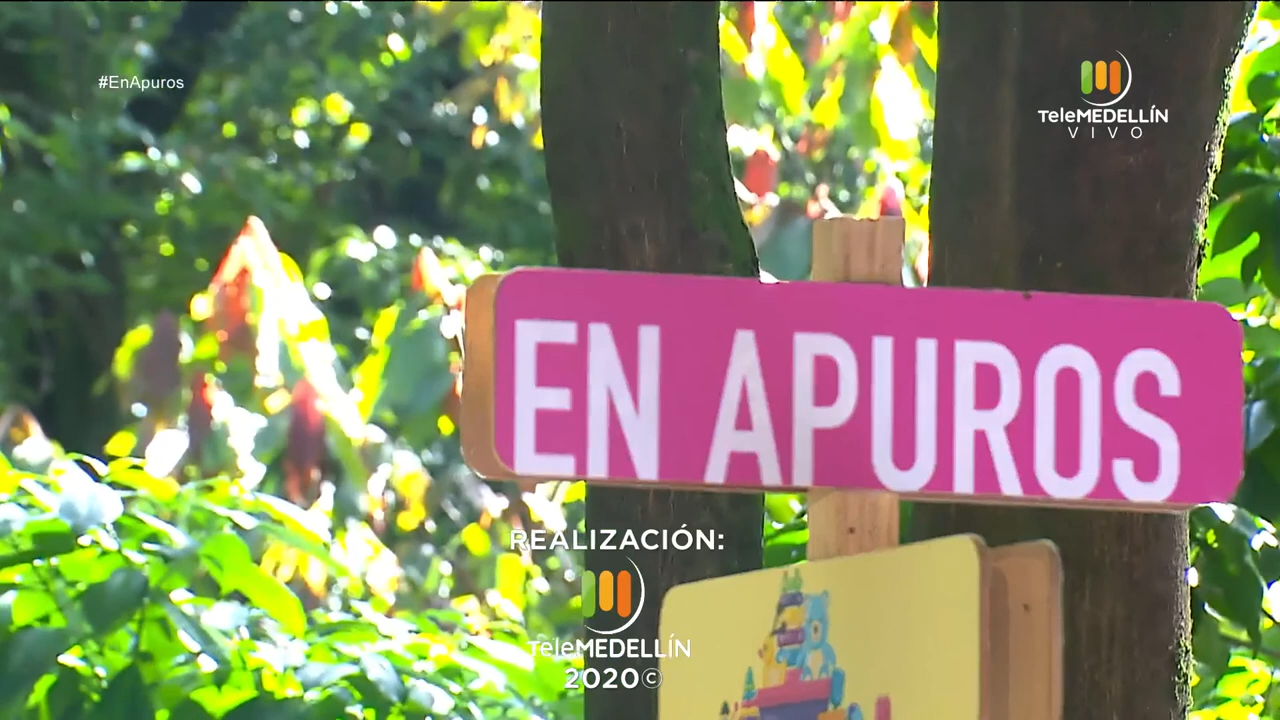 #EnApuros
TeleMEDELLÍN
VIVO
EN APUROS
REALIZACIÓN:
TeleMEDELLÍN
2020©